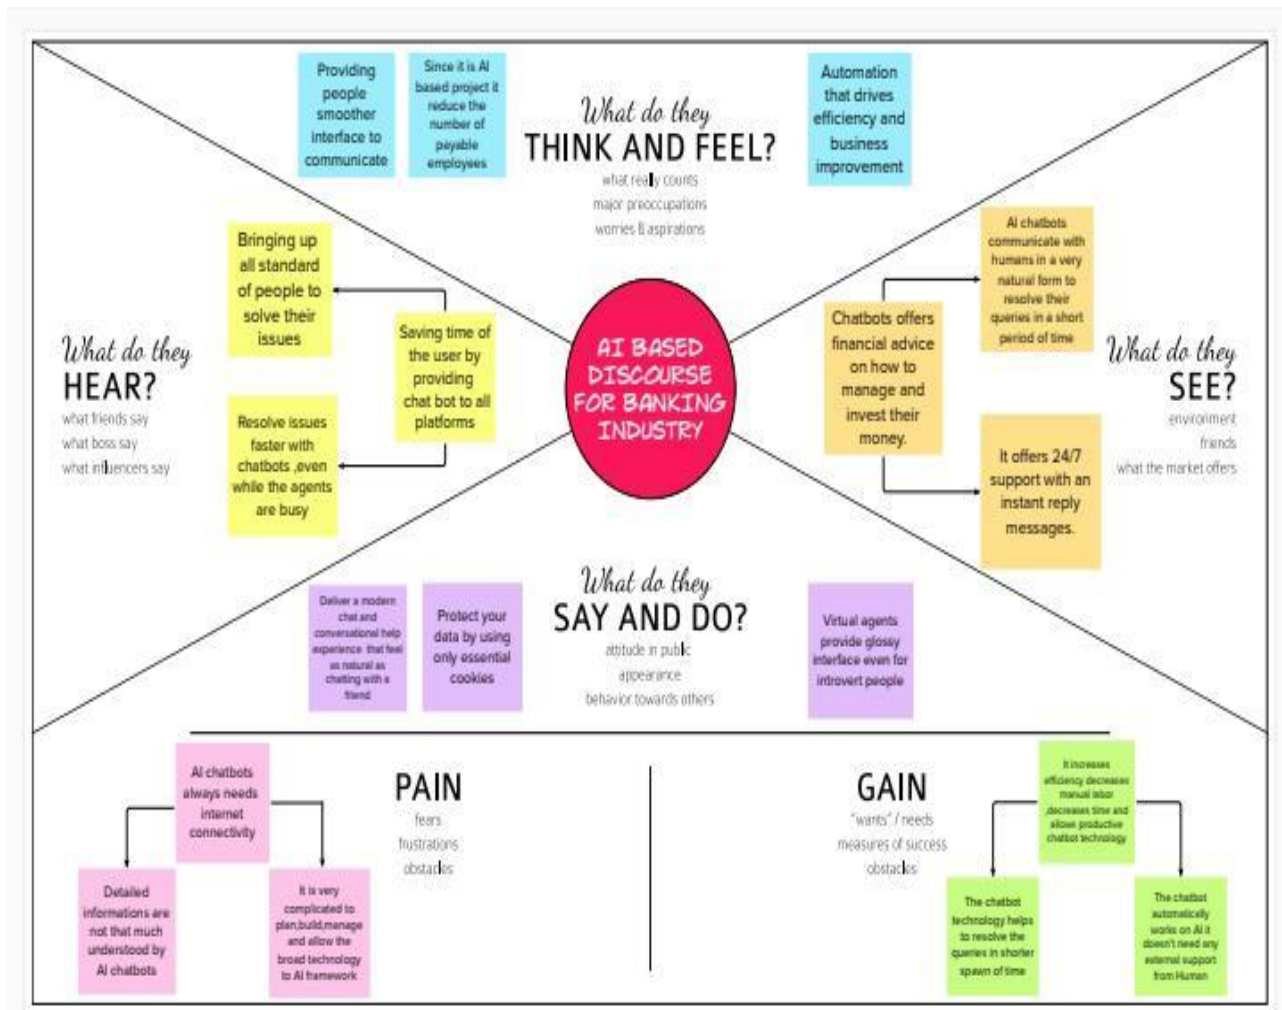 Providing
people
smoother
interface to
communicate
Since it is AI
based project it
reduce the
number of
payable
employees
What do they
THINK AND FEEL?
what really counts
major preoccupations
worries & aspirations
Automation
that drives
efficiency and
business
improvement
What do they
HEAR?
what friends say
what boss say
what influencers say
Bringing up
all standard
of people to
solve their
issues
Saving time of
the user by
providing
chat bot to all
platforms
Resolve issues
faster with
chatbots ,even
while the agents
are busy
AI BASED
DISCOURSE
FOR BANKING
INDUSTRY
Chatbots offers
financial advice
on how to
manage and
invest their
money.
AI chatbots
communicate with
humans in a very
natural form to
resolve their
queries in a short
period of time
It offers 24/7
support with an
instant reply
messages.
What do they
SEE?
environment
friends
what the market offers
Deliver a modern
chat and
conversational help
experience that feel
as natural as
chatting with a
friend
Protect your
data by using
only essential
cookies
What do they
SAY AND DO?
attitude in public
appearance
behavior towards others
Virtual agents
provide glossy
interface even for
introvert people
AI chatbots
always needs
internet
connectivity
Detailed
informations are
not that much
understood by
AI chatbots
It is very
complicated to
plan,build,manage
and allow the
broad technology
to AI framework
PAIN
fears
frustrations
obstacles
GAIN
"wants" / needs
measures of success
obstacles
It increases
efficiency decreases
manual labor
,decreases time and
allows productive
chatbot technology
The chatbot
technology helps
to resolve the
queries in shorter
spawn of time
The chatbot
automatically
works on AI it
doesn't need any
external support
from Human